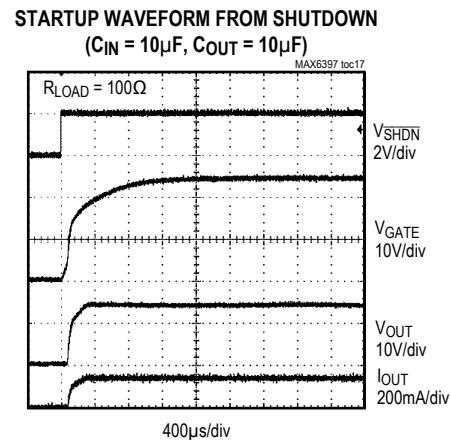 STARTUP WAVEFORM FROM SHUTDOWN
(CIN = 10µF, COUT = 10µF)
MAX6397 toc17
RLOAD = 100Ω
VSHDN
2V/div
VGATE
10V/div
VOUT
10V/div
IOUT
200mA/div
400µs/div